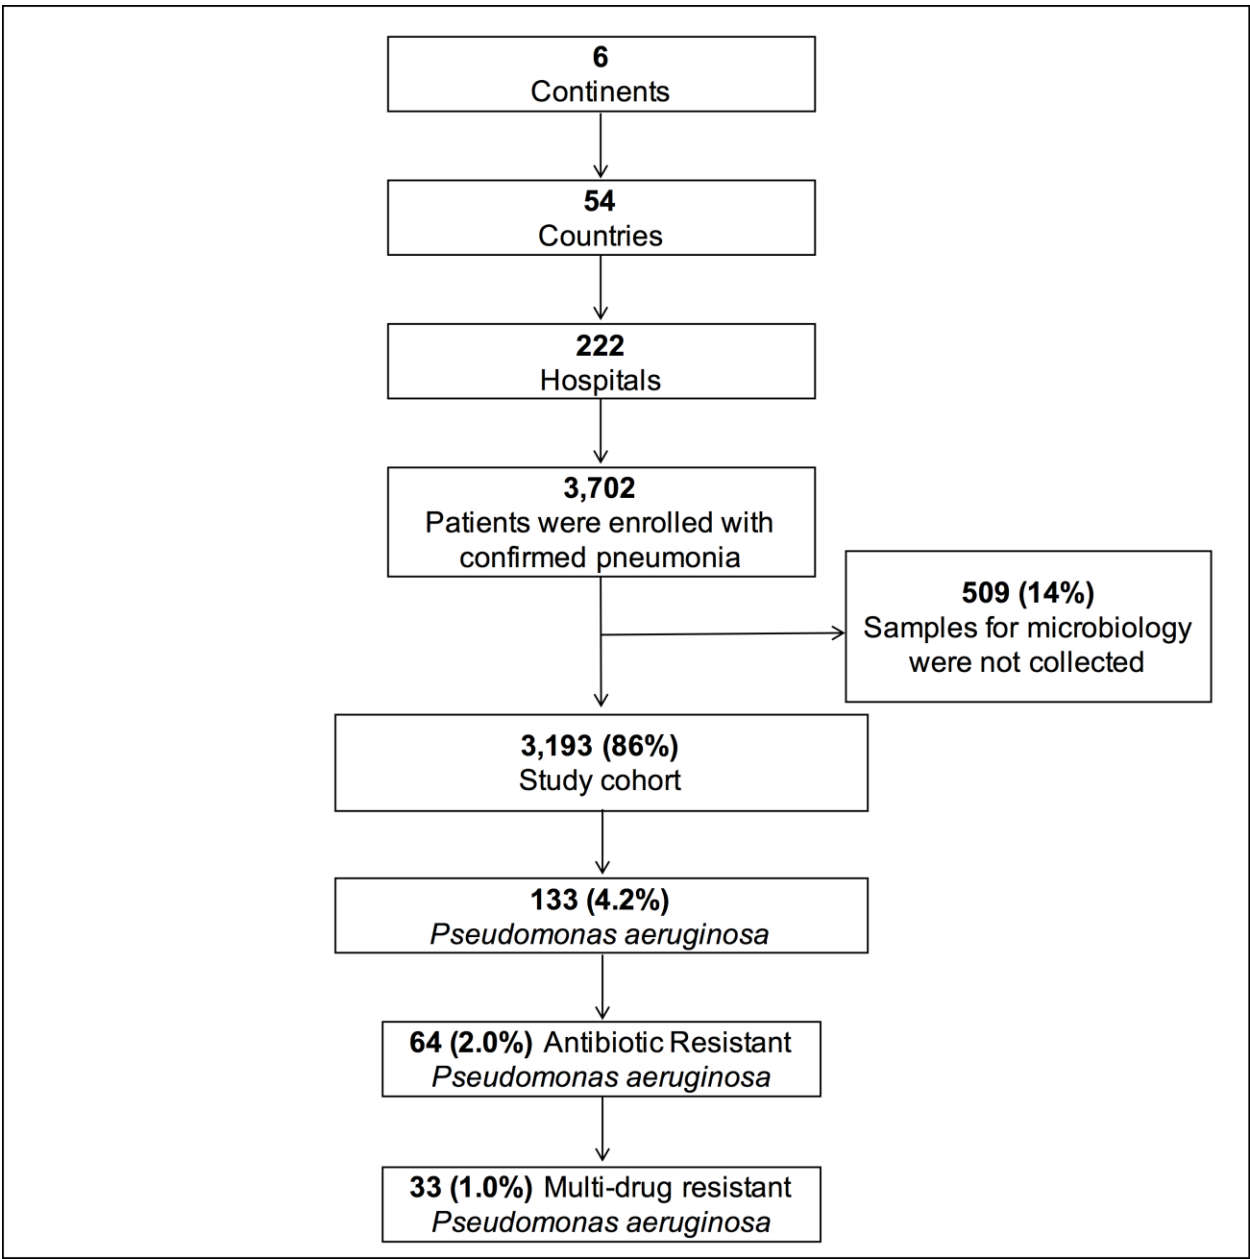 6
Continents
54
Countries
222
Hospitals
3,702
Patients were enrolled with
confirmed pneumonia
509 (14%)
Samples for microbiology
were not collected
3,193 (86%)
Study cohort
133 (4.2%)
Pseudomonas aeruginosa
64 (2.0%) Antibiotic Resistant
Pseudomonas aeruginosa
33 (1.0%) Multi-drug resistant
Pseudomonas aeruginosa